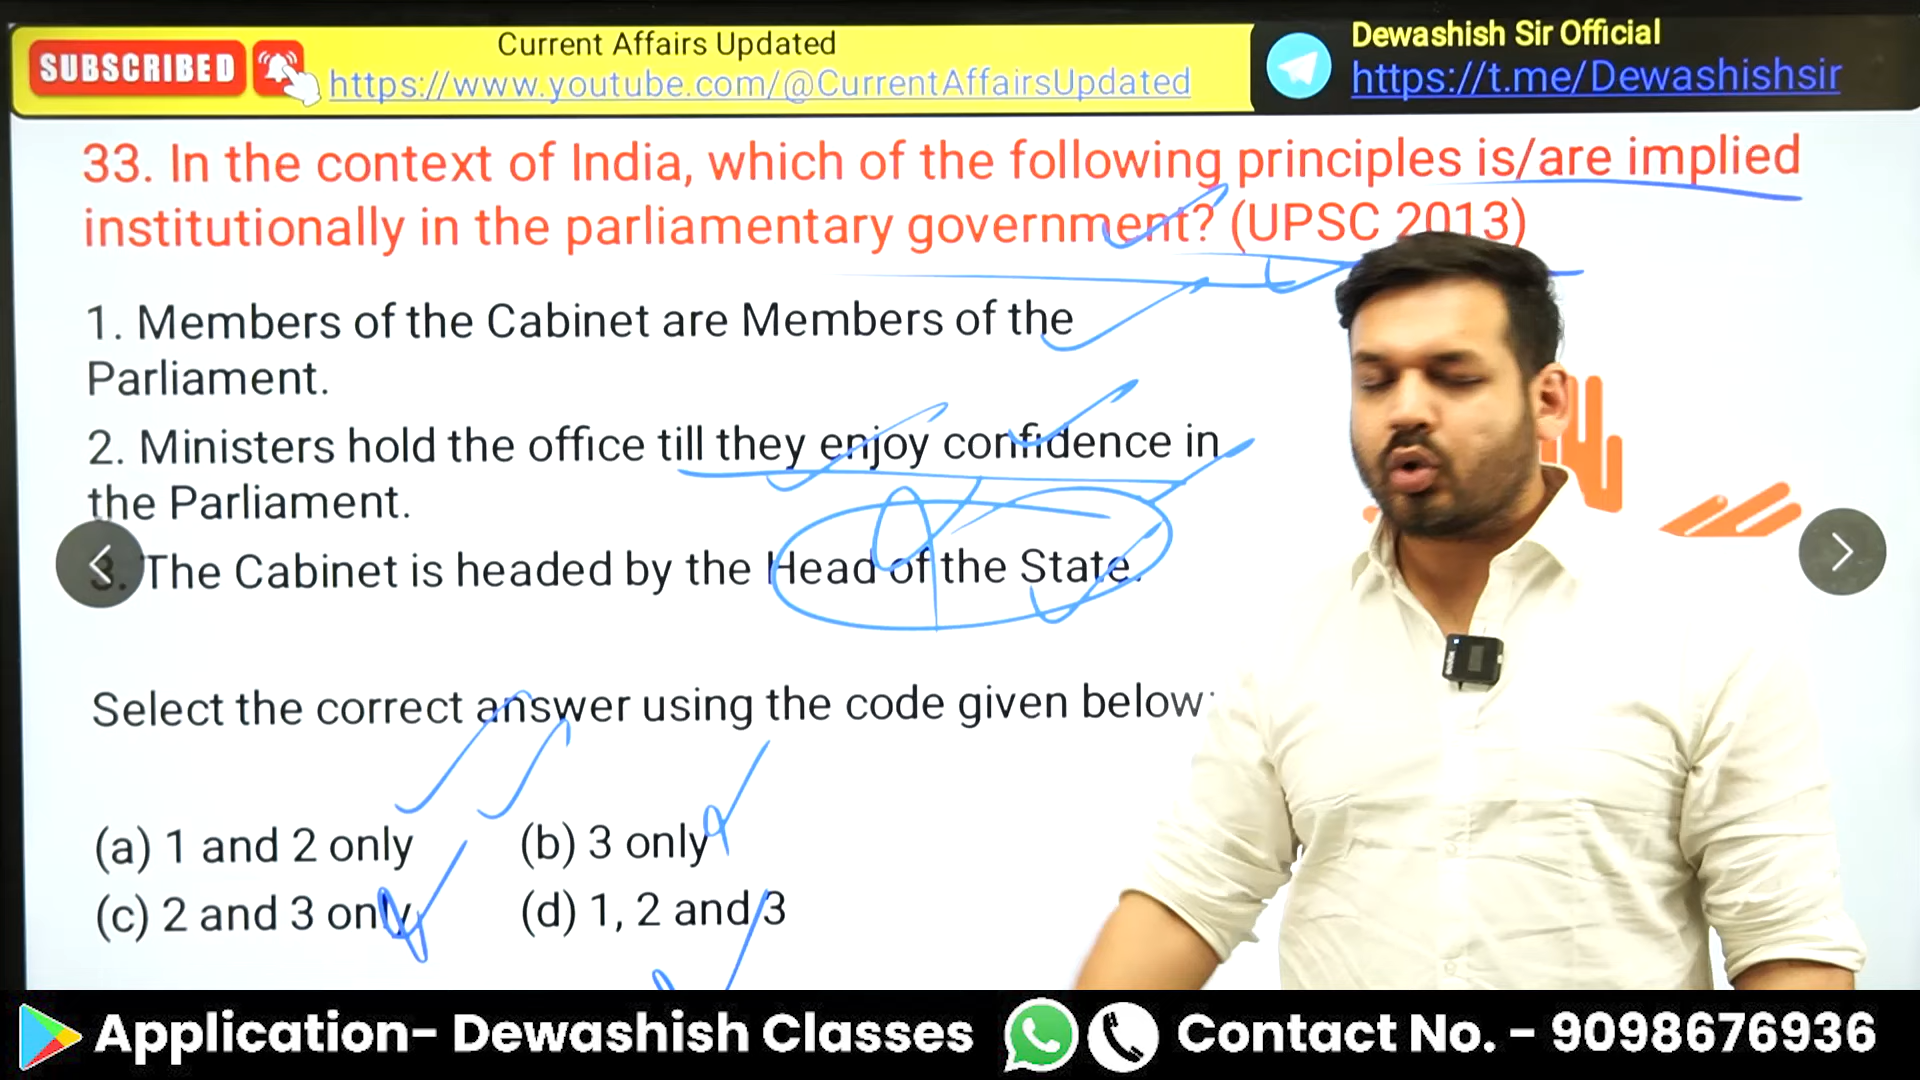 SUBSCRIBED
Current Affairs Updated
https://www.youtube.com/@CurrentAffairsUpdated
Dewashish Sir Official
https://t.me/Dewashishsir
33. In the context of India, which of the following principles is/are implied
institutionally in the parliamentary government? (UPSC 2013)
1. Members of the Cabinet are Members of the
Parliament.
2. Ministers hold the office till they enjoy confidence in
the Parliament.
3. The Cabinet is headed by the Head of the State.
Select the correct answer using the code given below:
(a) 1 and 2 only (b) 3 only
(c) 2 and 3 only (d) 1, 2 and 3
Application- Dewashish Classes
Contact No. - 9098676936